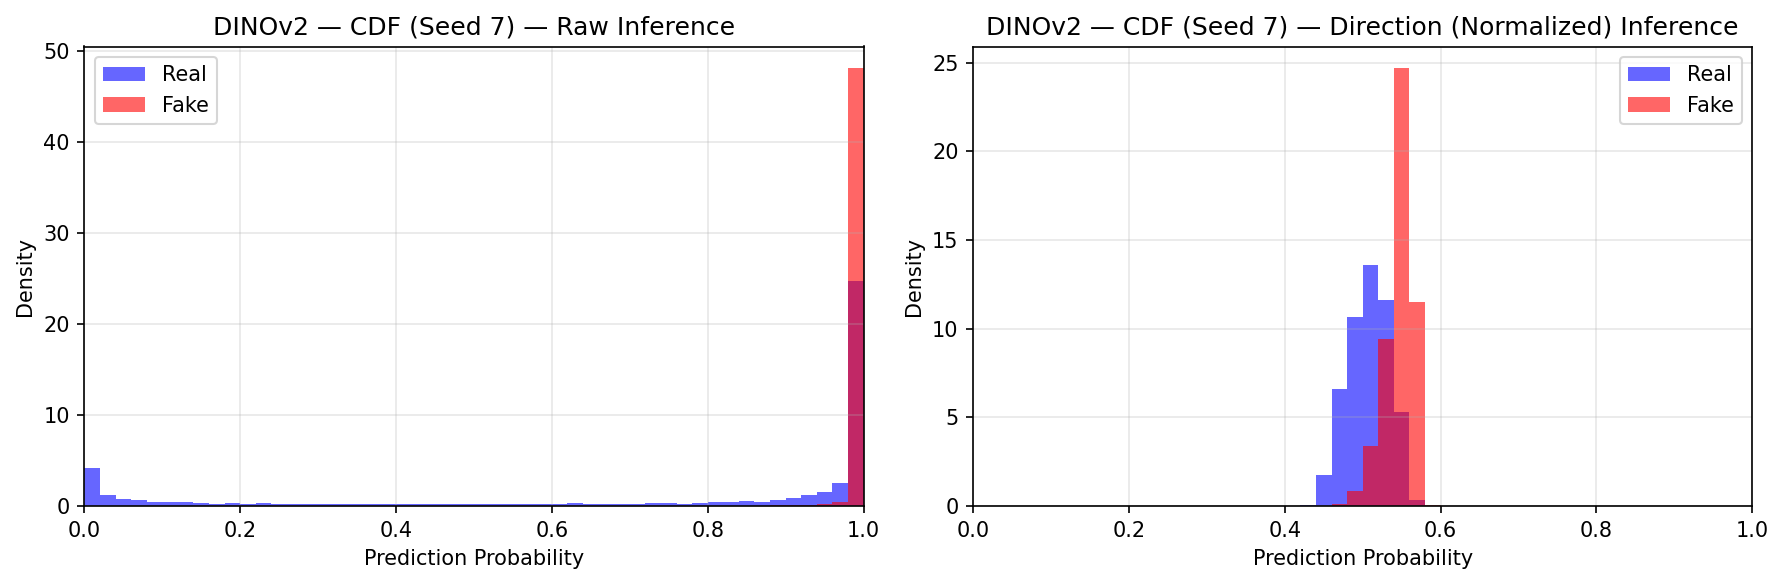 DINOv2 — CDF (Seed 7) — Raw Inference
50
40
30
20
10
0
Density
Real
Fake
0.0 0.2 0.4 0.6 0.8 1.0
Prediction Probability
DINOv2 — CDF (Seed 7) — Direction (Normalized) Inference
25
20
15
10
5
0
Density
Real
Fake
0.0 0.2 0.4 0.6 0.8 1.0
Prediction Probability